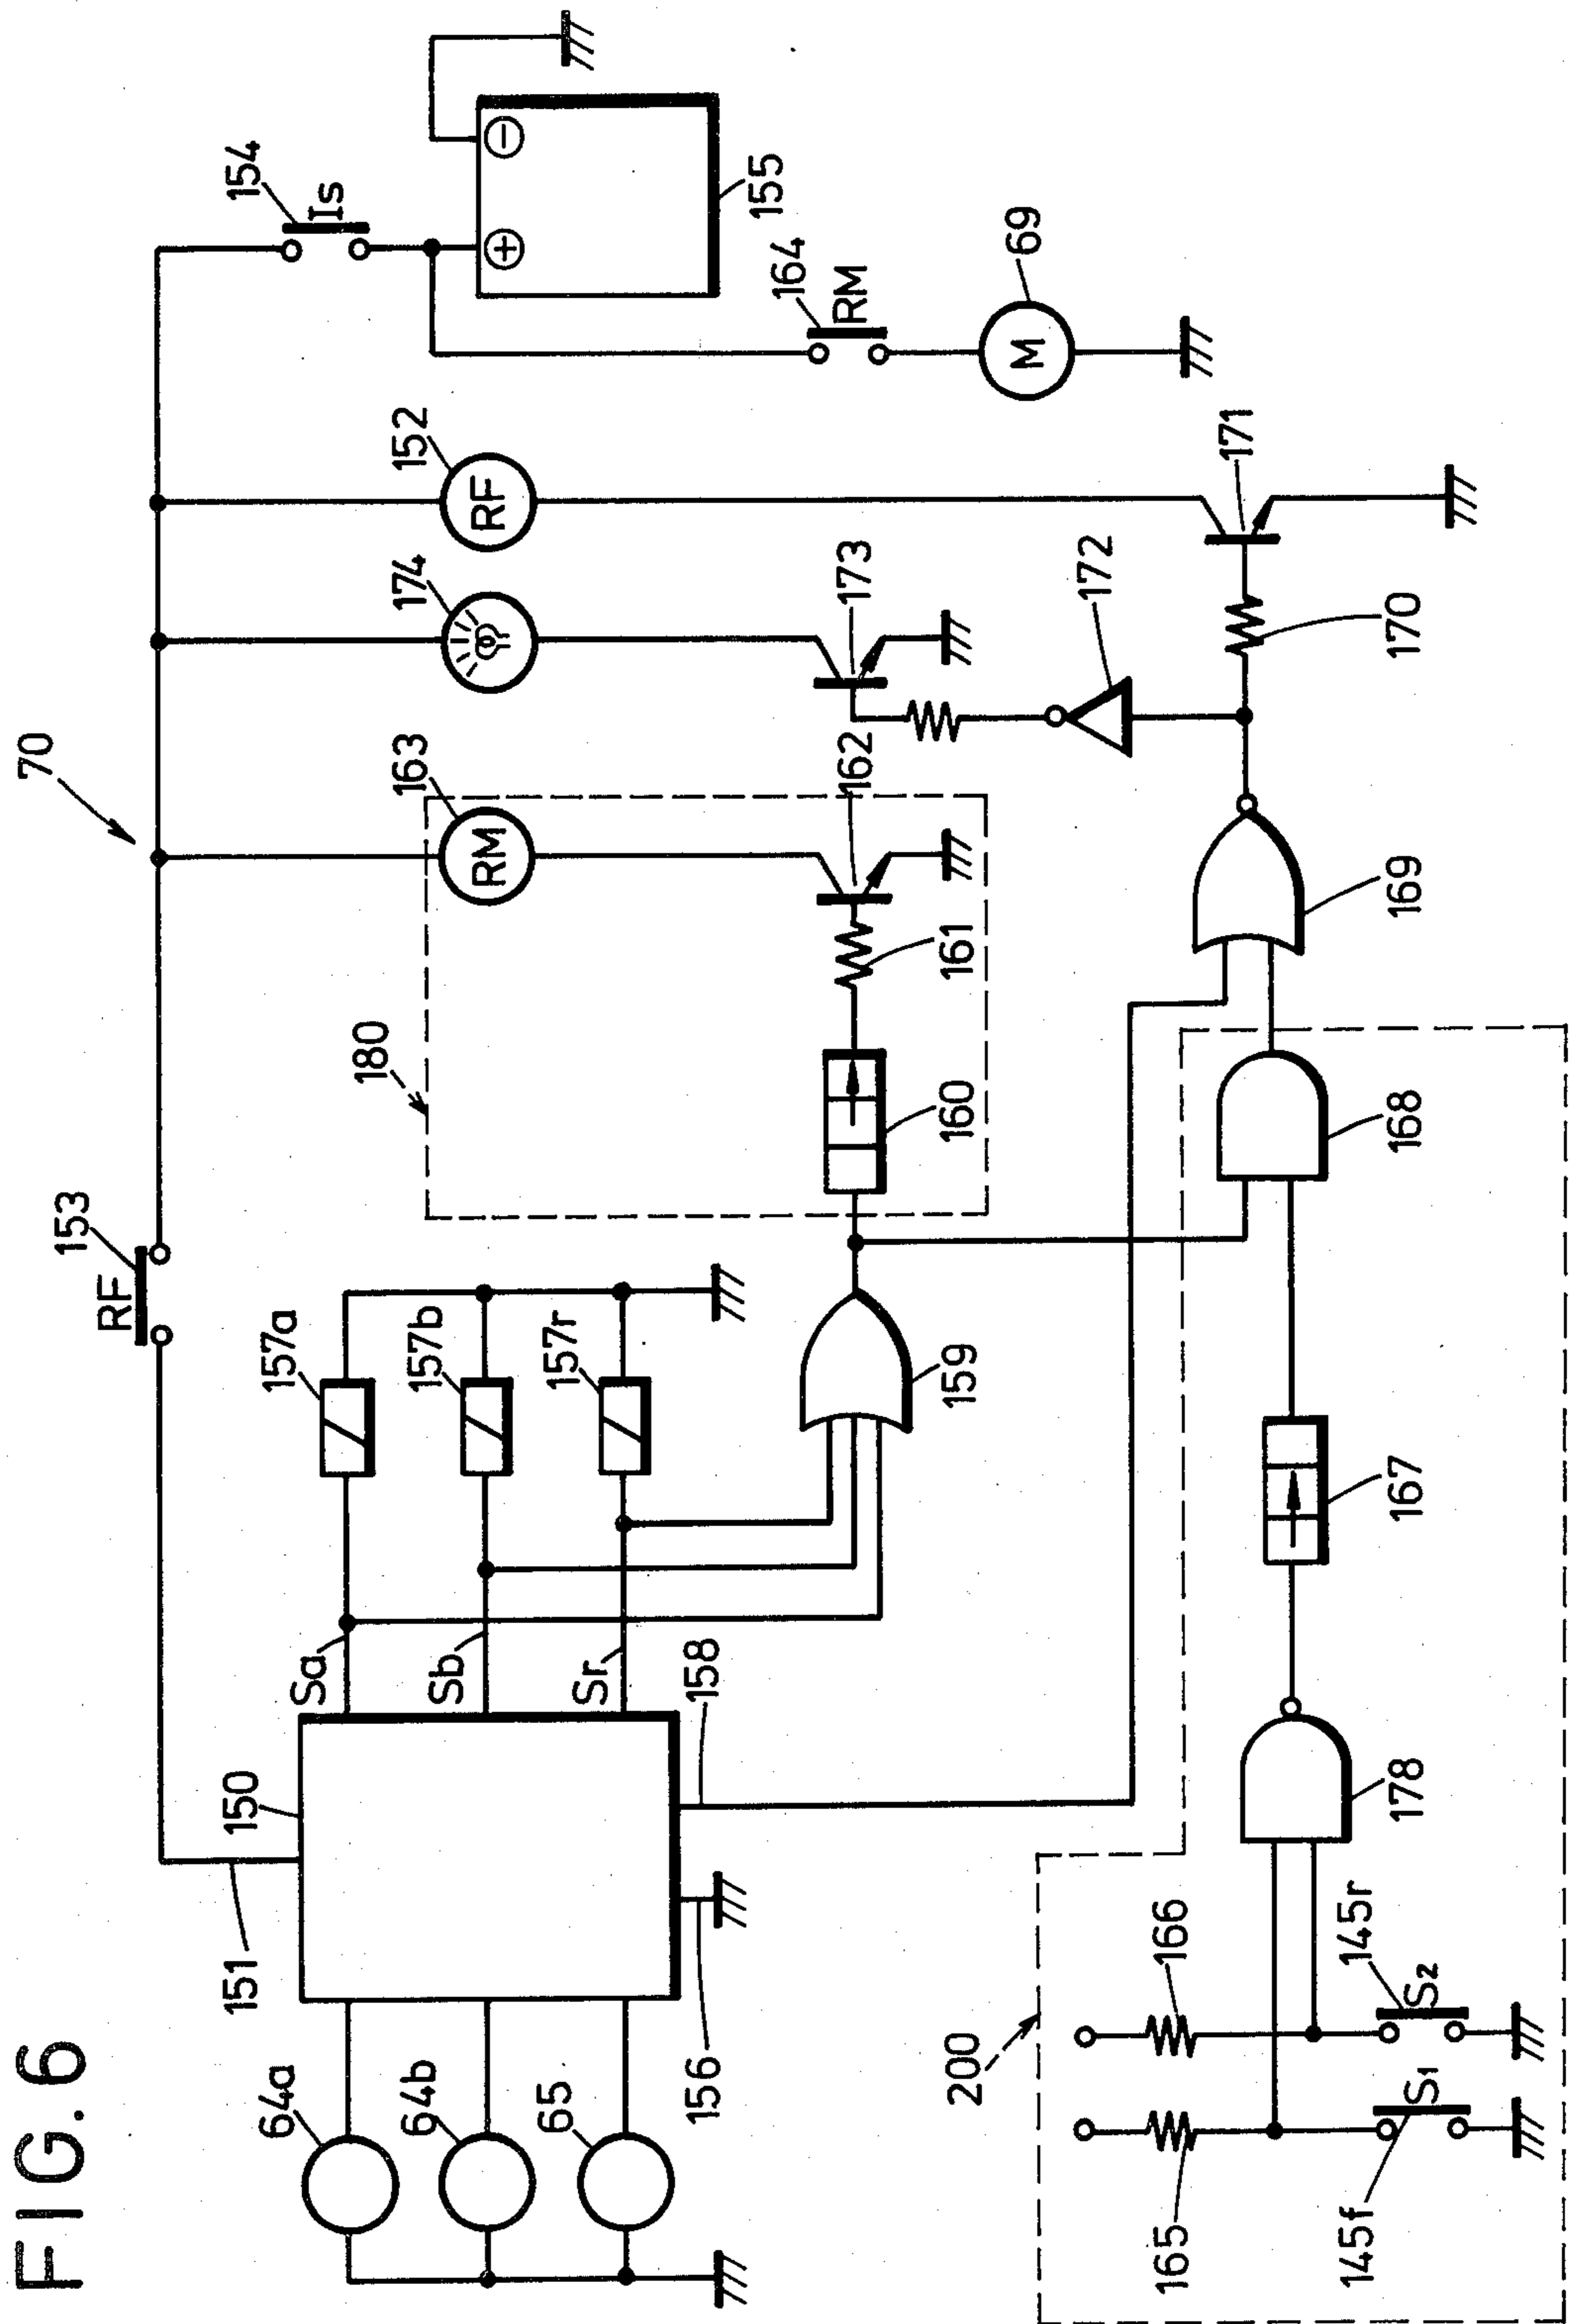 FIG. 6
70
153
RF
154
Is
155
151
150
163
RM
174
152
RF
164
RM
69
M
64a
64b
65
Sa
Sb
Sr
157a
157b
157r
180
160
161
162
173
172
171
170
159
156
158
169
168
200
165
166
145f
S1
145r
S2
178
167
+
−